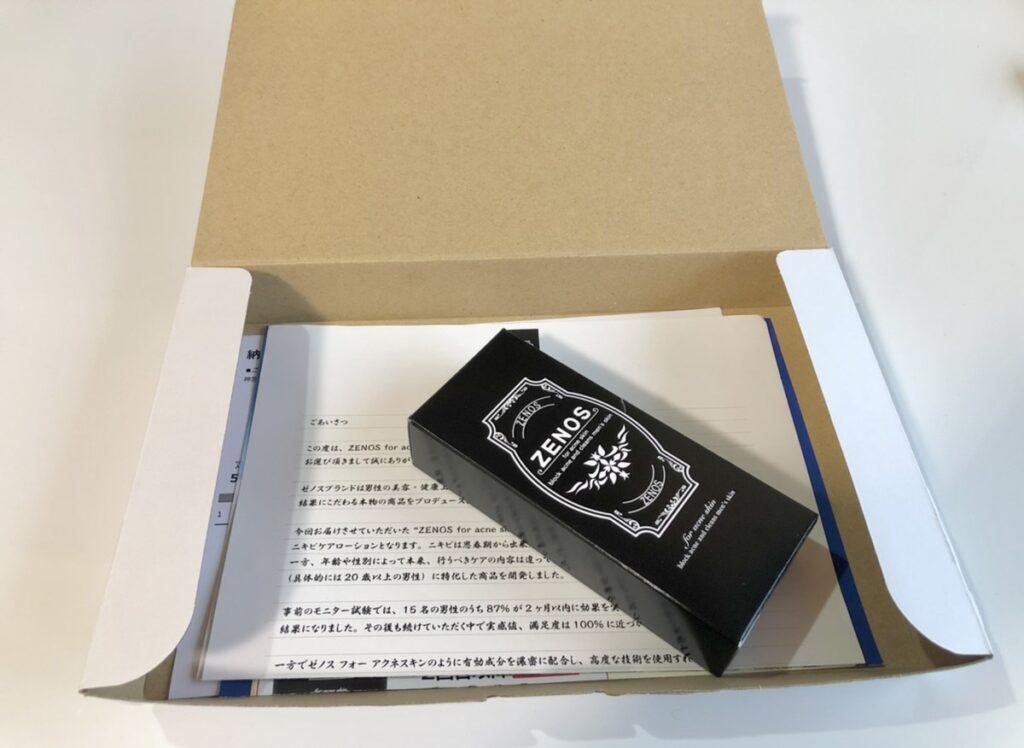 納
ごあいさつ
この度は、ZENOS for ac
お選び頂きまして誠にありが
ゼノスブランドは男性の美容・健康
結果にこだわる本物の商品をプロデュース
今回お届けさせていただいた “ZENOS for acne s
ニキビケアローションとなります。ニキビは思春期から出来
一方、年齢や性別によって本来、行うべきケアの内容は違って
(具体的には20歳以上の男性) に特化した商品を開発しました。
事前のモニター試験では、15名の男性のうち87%が2ヶ月以内に効果を実
結果になりました。その後も続けていただく中で実感値、満足度は100%に近づ
一方でゼノス フォー アクネスキンのように有効成分を濃密に配合し、高度な技術を使用すれ
ZENOS
ZENOS
for acne skin
block acne and cleans men's skin
ZENOS
for acne skin
block acne and cleans men's skin
5
1